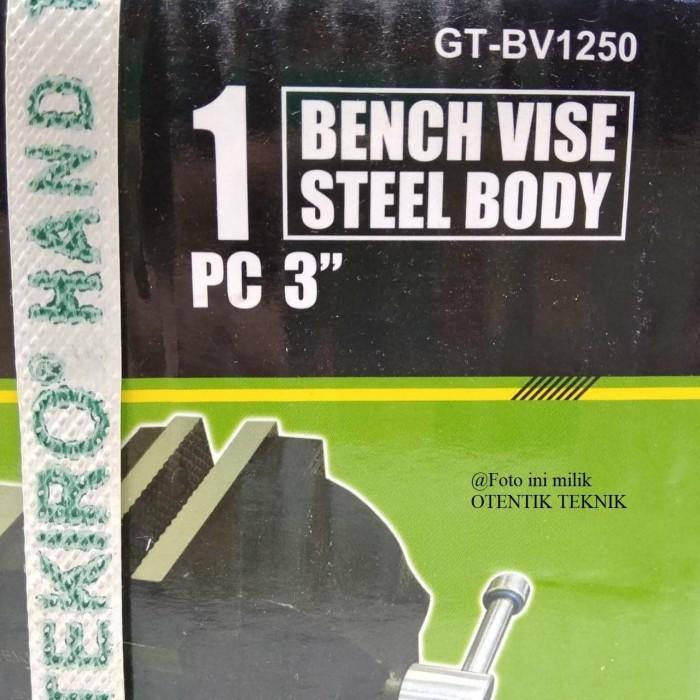 GT-BV1250
1
BENCH VISE
STEEL BODY
PC 3”
TEKIRO® HAND T
@Foto ini milik
OTENTIK TEKNIK